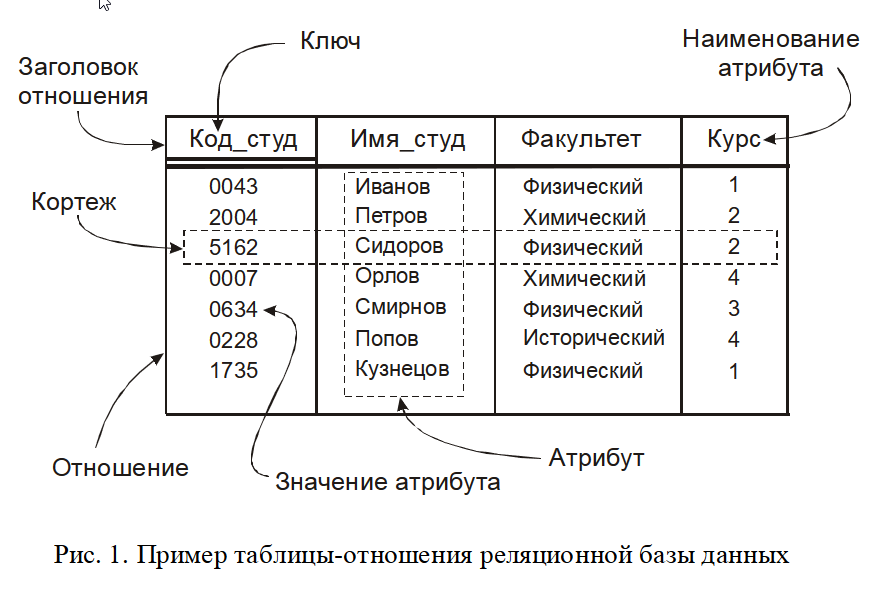 Ключ
Наименование
атрибута
Заголовок
отношения
Код_студ Имя_студ Факультет Курс
0043 Иванов Физический 1
Кортеж
2004 Петров Химический 2
5162 Сидоров Физический 2
0007 Орлов Химический 4
0634 Смирнов Физический 3
0228 Попов Исторический 4
1735 Кузнецов Физический 1
Отношение
Значение атрибута
Атрибут
Рис. 1. Пример таблицы-отношения реляционной базы данных